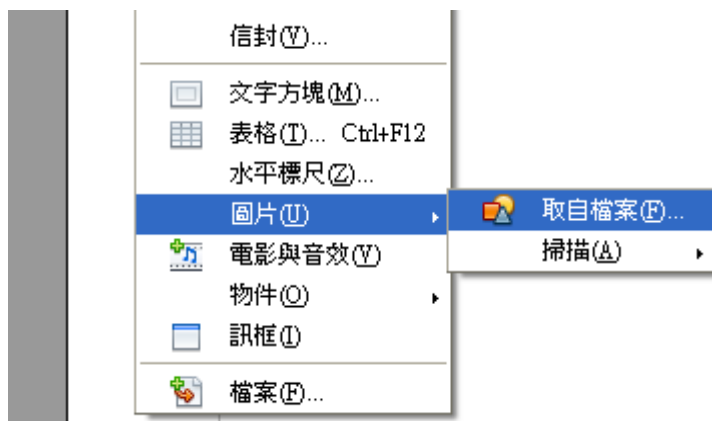 信封(V)...
文字方塊(M)...
表格(T)... Ctrl+F12
水平標尺(Z)...
圖片(U)
取自檔案(F)...
電影與音效(V)
掃描(A)
物件(O)
訊框(I)
檔案(F)...